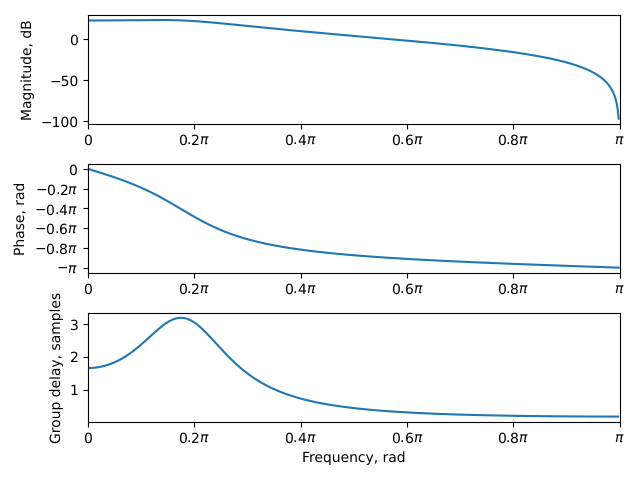 Magnitude, dB
0
−50
−100
0 0.2π 0.4π 0.6π 0.8π π
Phase, rad
0
−0.2π
−0.4π
−0.6π
−0.8π
−π
0 0.2π 0.4π 0.6π 0.8π π
Group delay, samples
3
2
1
0 0.2π 0.4π 0.6π 0.8π π
Frequency, rad